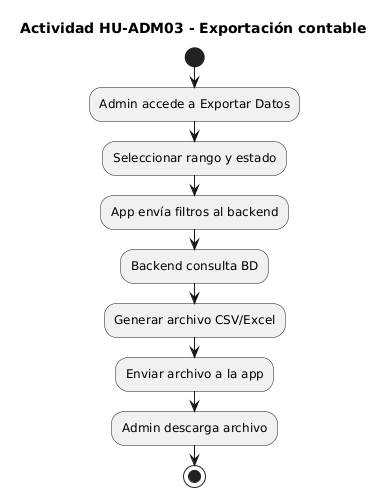 Actividad HU-ADM03 - Exportación contable
Admin accede a Exportar Datos
Seleccionar rango y estado
App envía filtros al backend
Backend consulta BD
Generar archivo CSV/Excel
Enviar archivo a la app
Admin descarga archivo